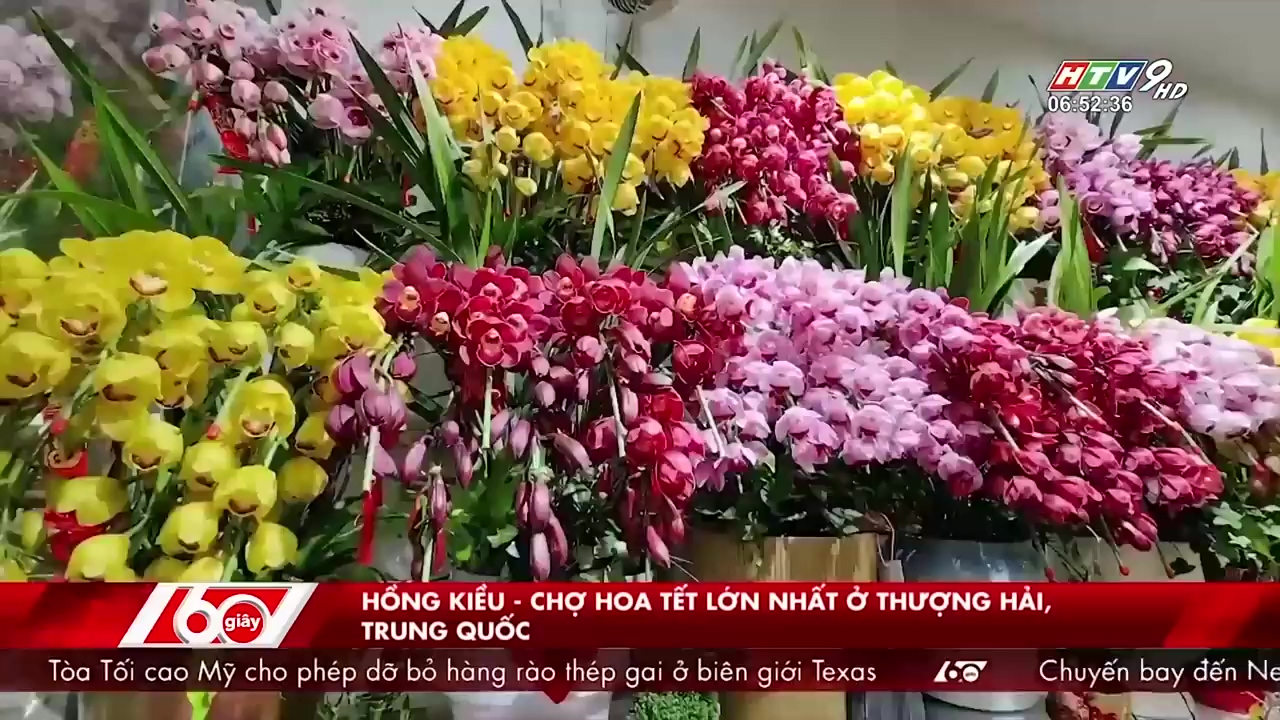 HTV9
HD
06:52:36
60 giây
HỒNG KIỀU - CHỢ HOA TẾT LỚN NHẤT Ở THƯỢNG HẢI,
TRUNG QUỐC
Tòa Tối cao Mỹ cho phép dỡ bỏ hàng rào thép gai ở biên giới Texas 60 giây Chuyến bay đến Ne